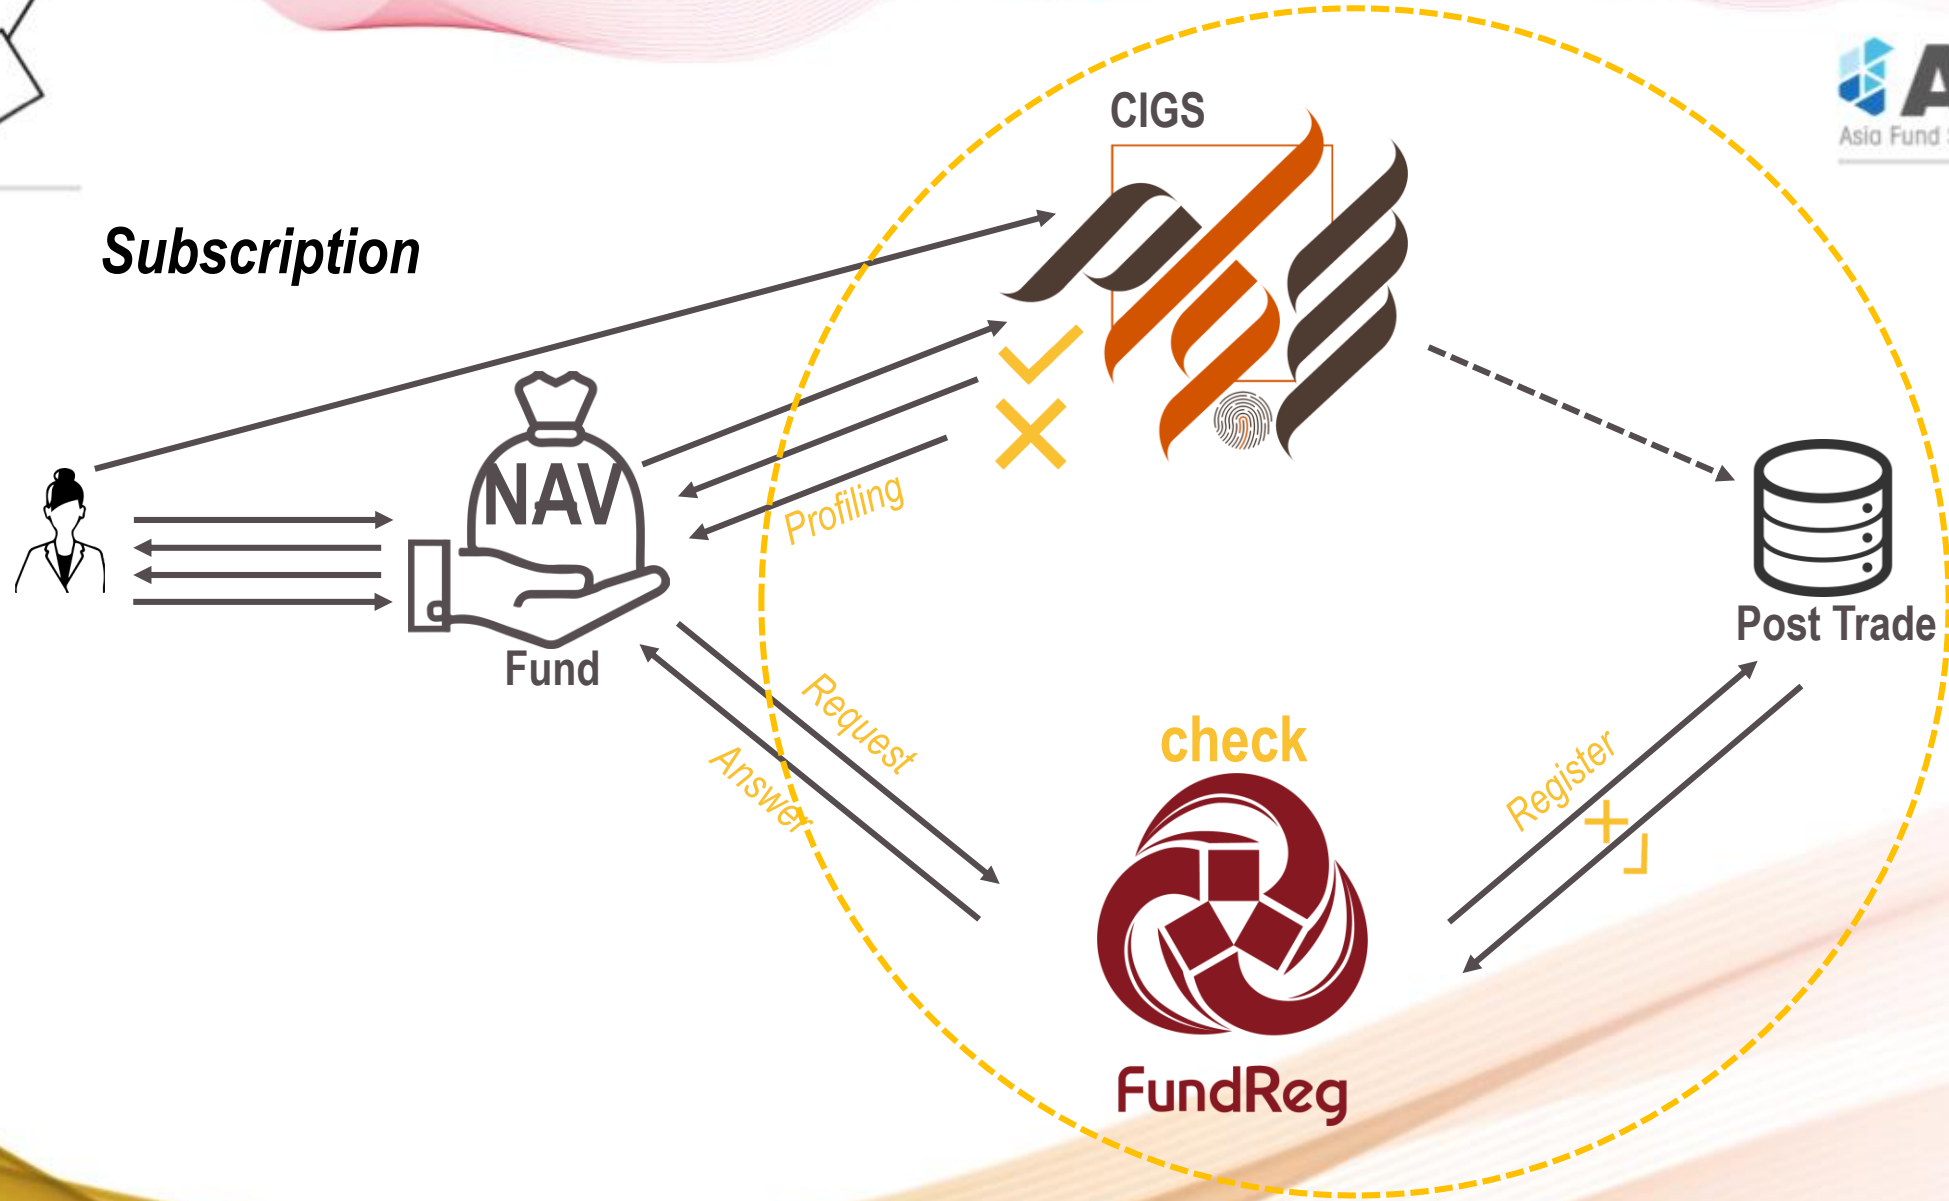 CIGS
Asia Fund
Subscription
NAV
Profiling
Fund
Post Trade
Request
Answer
check
Register
FundReg